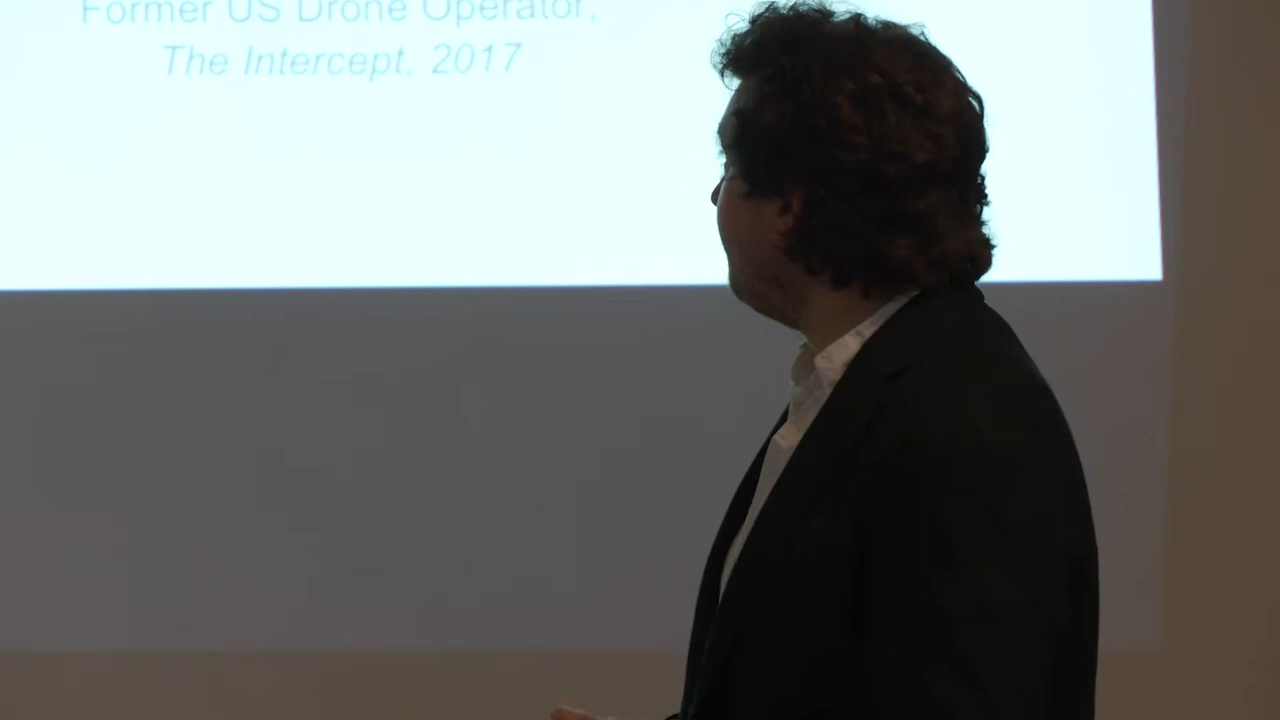 Former US Drone Operator,
The Intercept, 2017